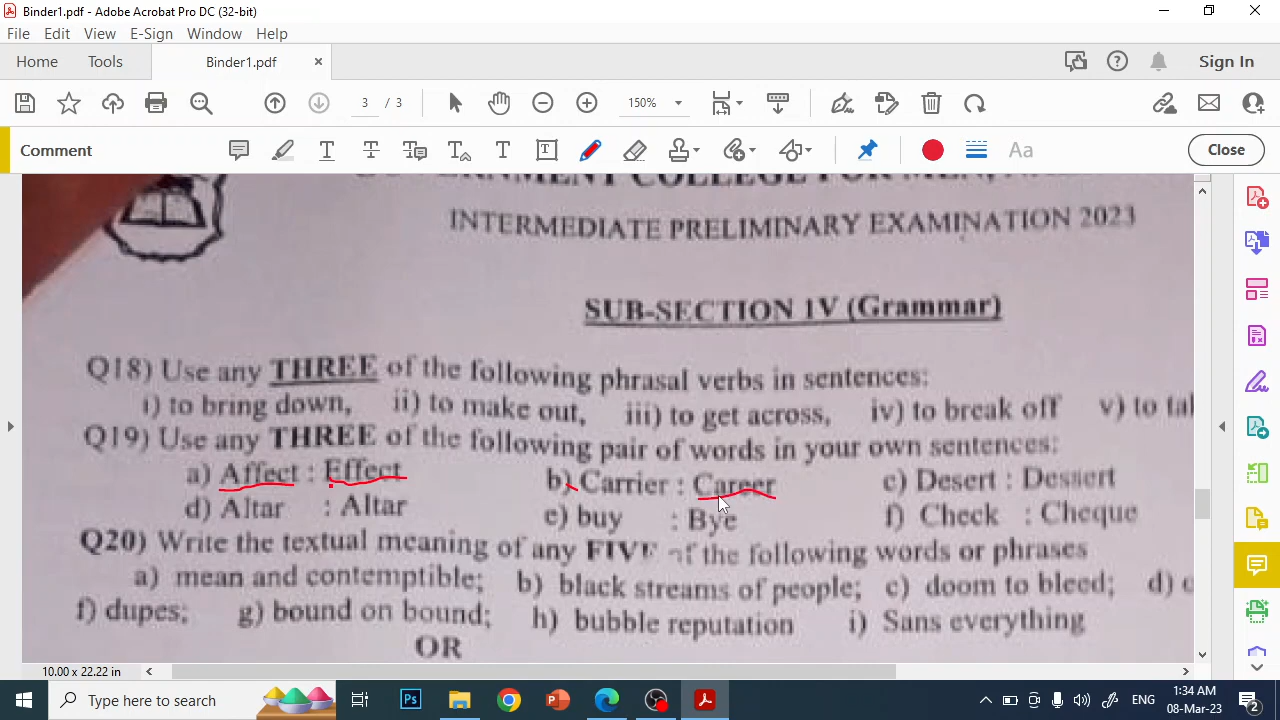 Binder1.pdf - Adobe Acrobat Pro DC (32-bit)
File Edit View E-Sign Window Help
Home Tools Binder1.pdf × Sign In
3 / 3 150%
Comment Close
INTERMEDIATE PRELIMINARY EXAMINATION 2023
SUB-SECTION 1V (Grammar)
Q18) Use any THREE of the following phrasal verbs in sentences:
i) to bring down, ii) to make out, iii) to get across, iv) to break off v) to tal
Q19) Use any THREE of the following pair of words in your own sentences:
a) Affect : Effect b) Carrier : Career c) Desert : Dessert
d) Altar : Altar e) buy : Bye f) Check : Cheque
Q20) Write the textual meaning of any FIVE of the following words or phrases
a) mean and contemptible; b) black streams of people; c) doom to bleed; d)
f) dupes; g) bound on bound; h) bubble reputation i) Sans everything
OR
10.00 x 22.22 in
Type here to search ENG 1:34 AM
08-Mar-23 2